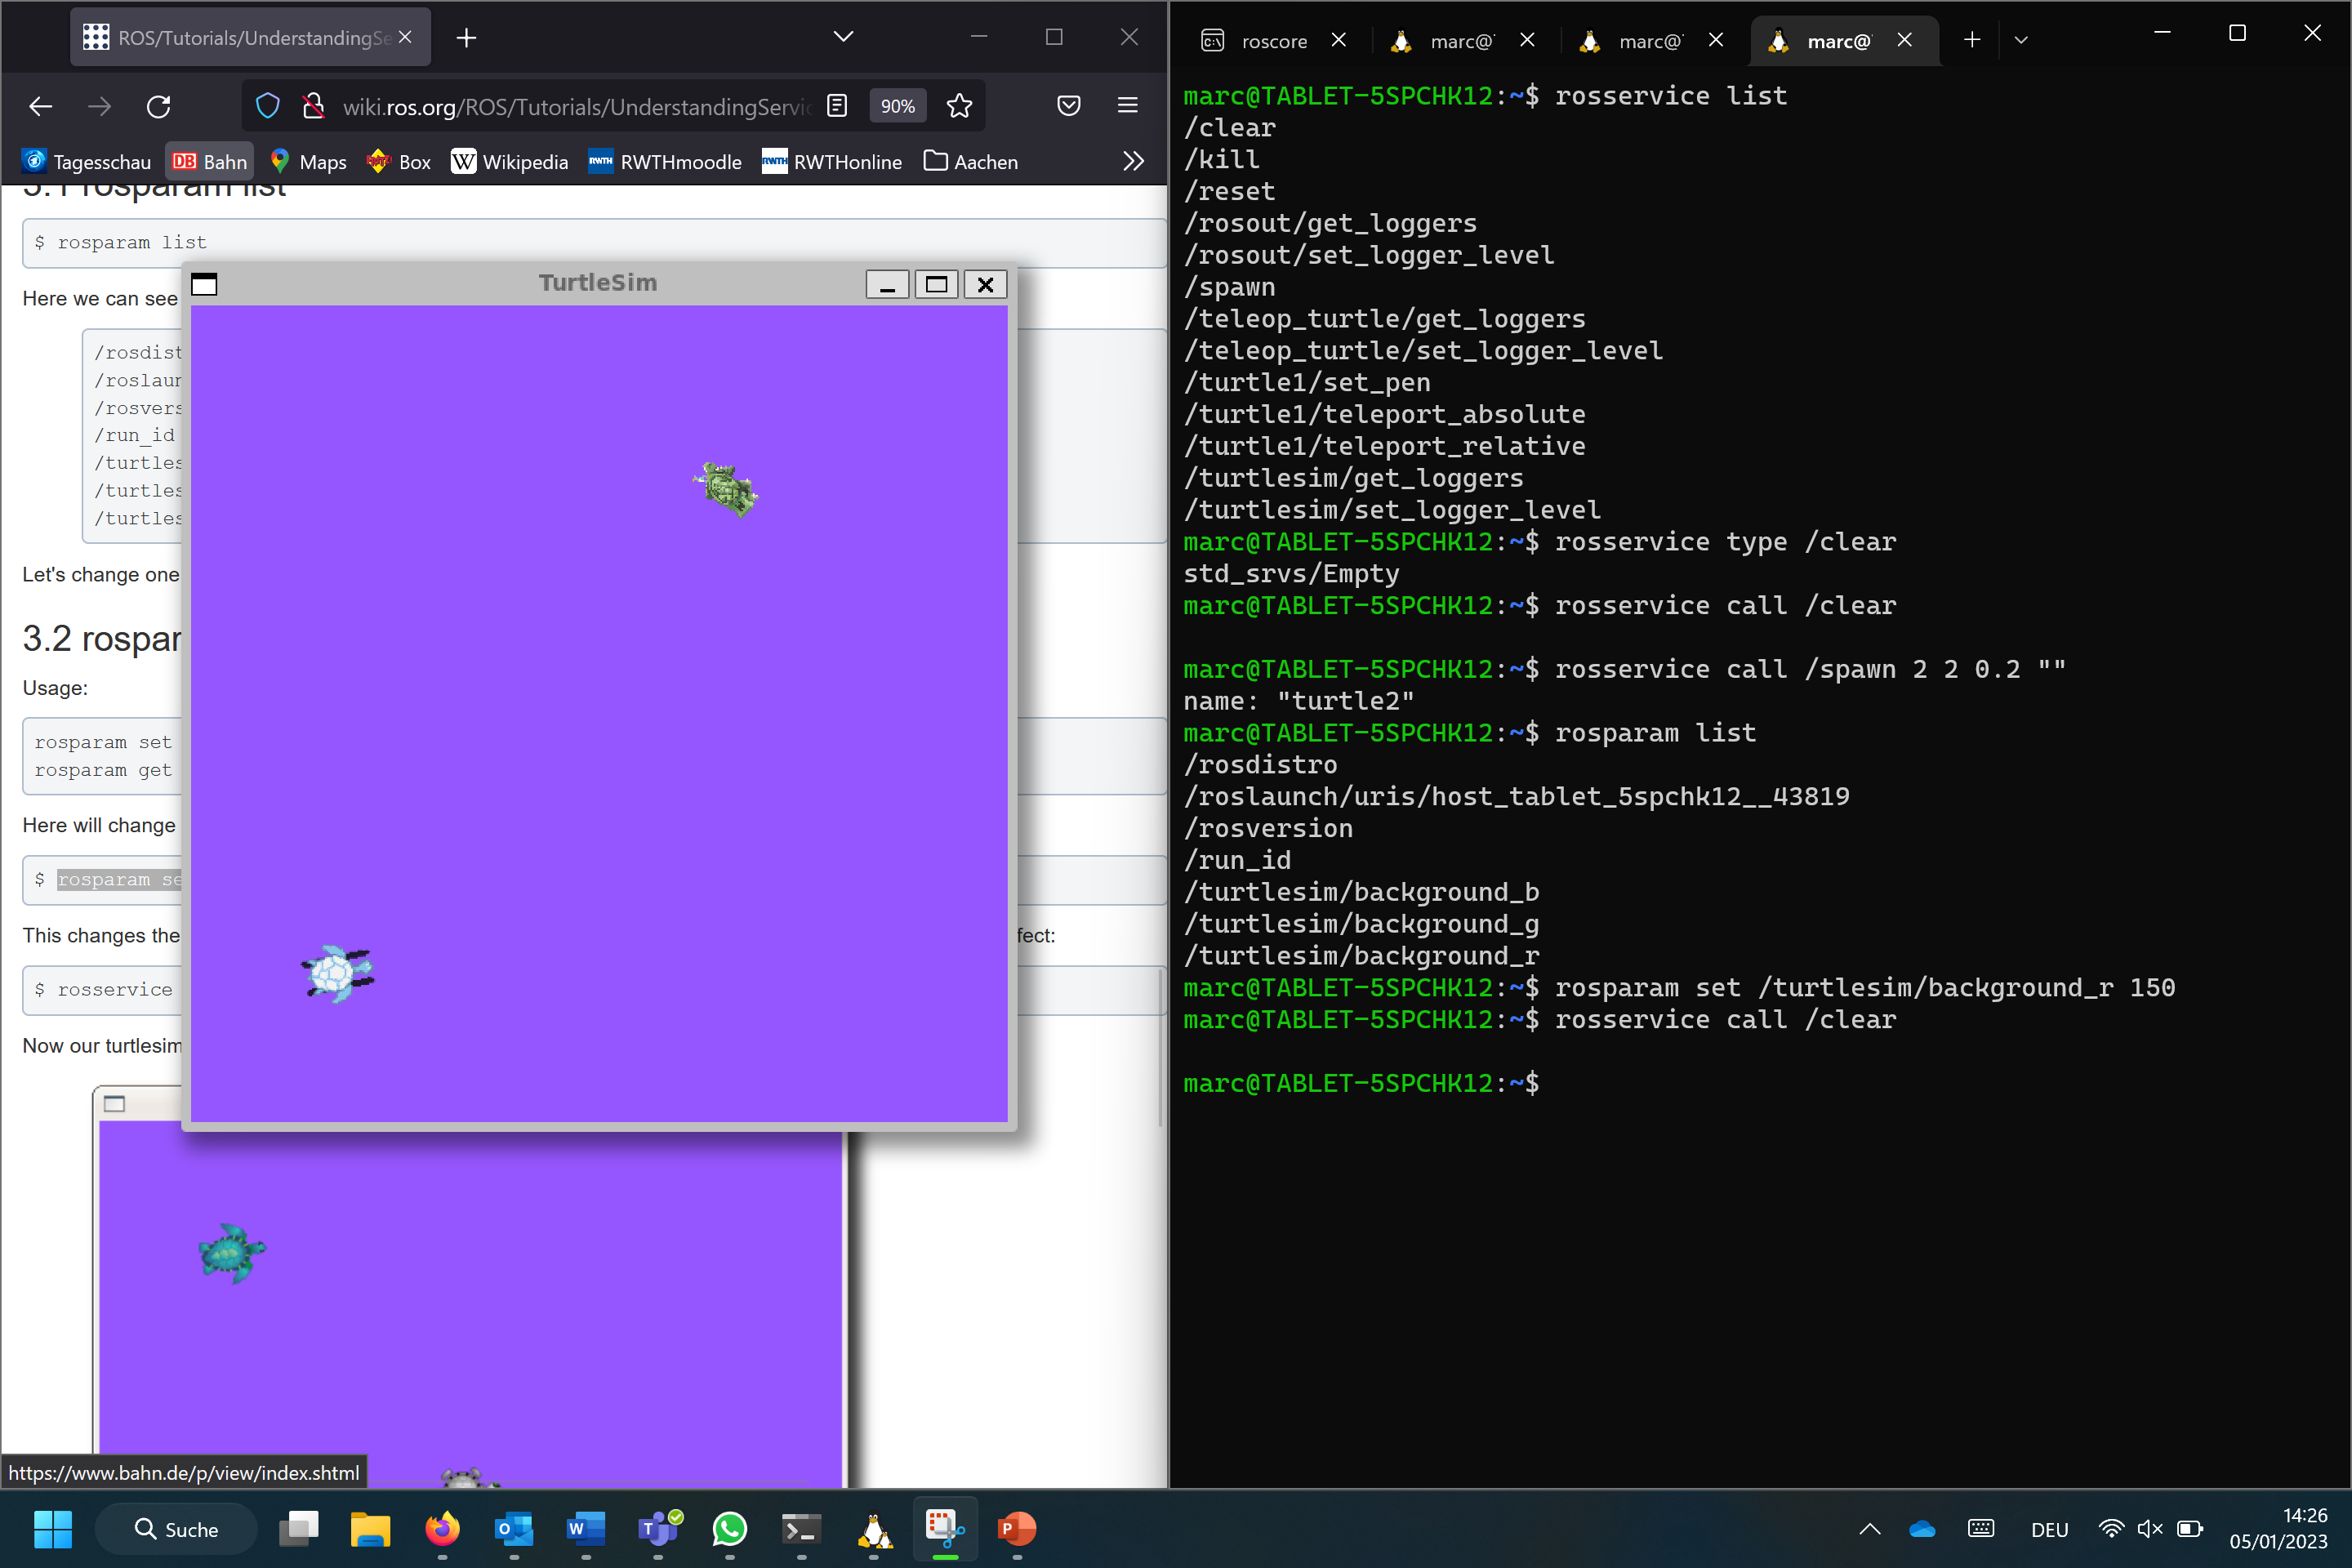 ROS/Tutorials/UnderstandingSe
wiki.ros.org/ROS/Tutorials/UnderstandingServic
90%
Tagesschau
DB Bahn
Maps
Box
W Wikipedia
RWTH RWTHmoodle
RWTH RWTHonline
Aachen
3.1 rosparam list
$ rosparam list
Here we can see
/rosdist
/roslaun
/rosvers
/run_id
/turtles
/turtles
/turtles
Let's change one
3.2 rospar
Usage:
rosparam set
rosparam get
Here will change
$ rosparam se
This changes the
fect:
$ rosservice
Now our turtlesim
TurtleSim
https://www.bahn.de/p/view/index.shtml
roscore
marc@
marc@
marc@
marc@TABLET-5SPCHK12:~$ rosservice list
/clear
/kill
/reset
/rosout/get_loggers
/rosout/set_logger_level
/spawn
/teleop_turtle/get_loggers
/teleop_turtle/set_logger_level
/turtle1/set_pen
/turtle1/teleport_absolute
/turtle1/teleport_relative
/turtlesim/get_loggers
/turtlesim/set_logger_level
marc@TABLET-5SPCHK12:~$ rosservice type /clear
std_srvs/Empty
marc@TABLET-5SPCHK12:~$ rosservice call /clear
marc@TABLET-5SPCHK12:~$ rosservice call /spawn 2 2 0.2 ""
name: "turtle2"
marc@TABLET-5SPCHK12:~$ rosparam list
/rosdistro
/roslaunch/uris/host_tablet_5spchk12__43819
/rosversion
/run_id
/turtlesim/background_b
/turtlesim/background_g
/turtlesim/background_r
marc@TABLET-5SPCHK12:~$ rosparam set /turtlesim/background_r 150
marc@TABLET-5SPCHK12:~$ rosservice call /clear
marc@TABLET-5SPCHK12:~$
Suche
DEU
14:26
05/01/2023